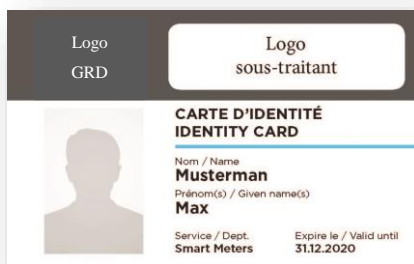 Logo
GRD
Logo
sous-traitant
CARTE D'IDENTITÉ
IDENTITY CARD
Nom / Name
Musterman
Prénom(s) / Given name(s)
Max
Service / Dept.
Smart Meters
Expire le / Valid until
31.12.2020